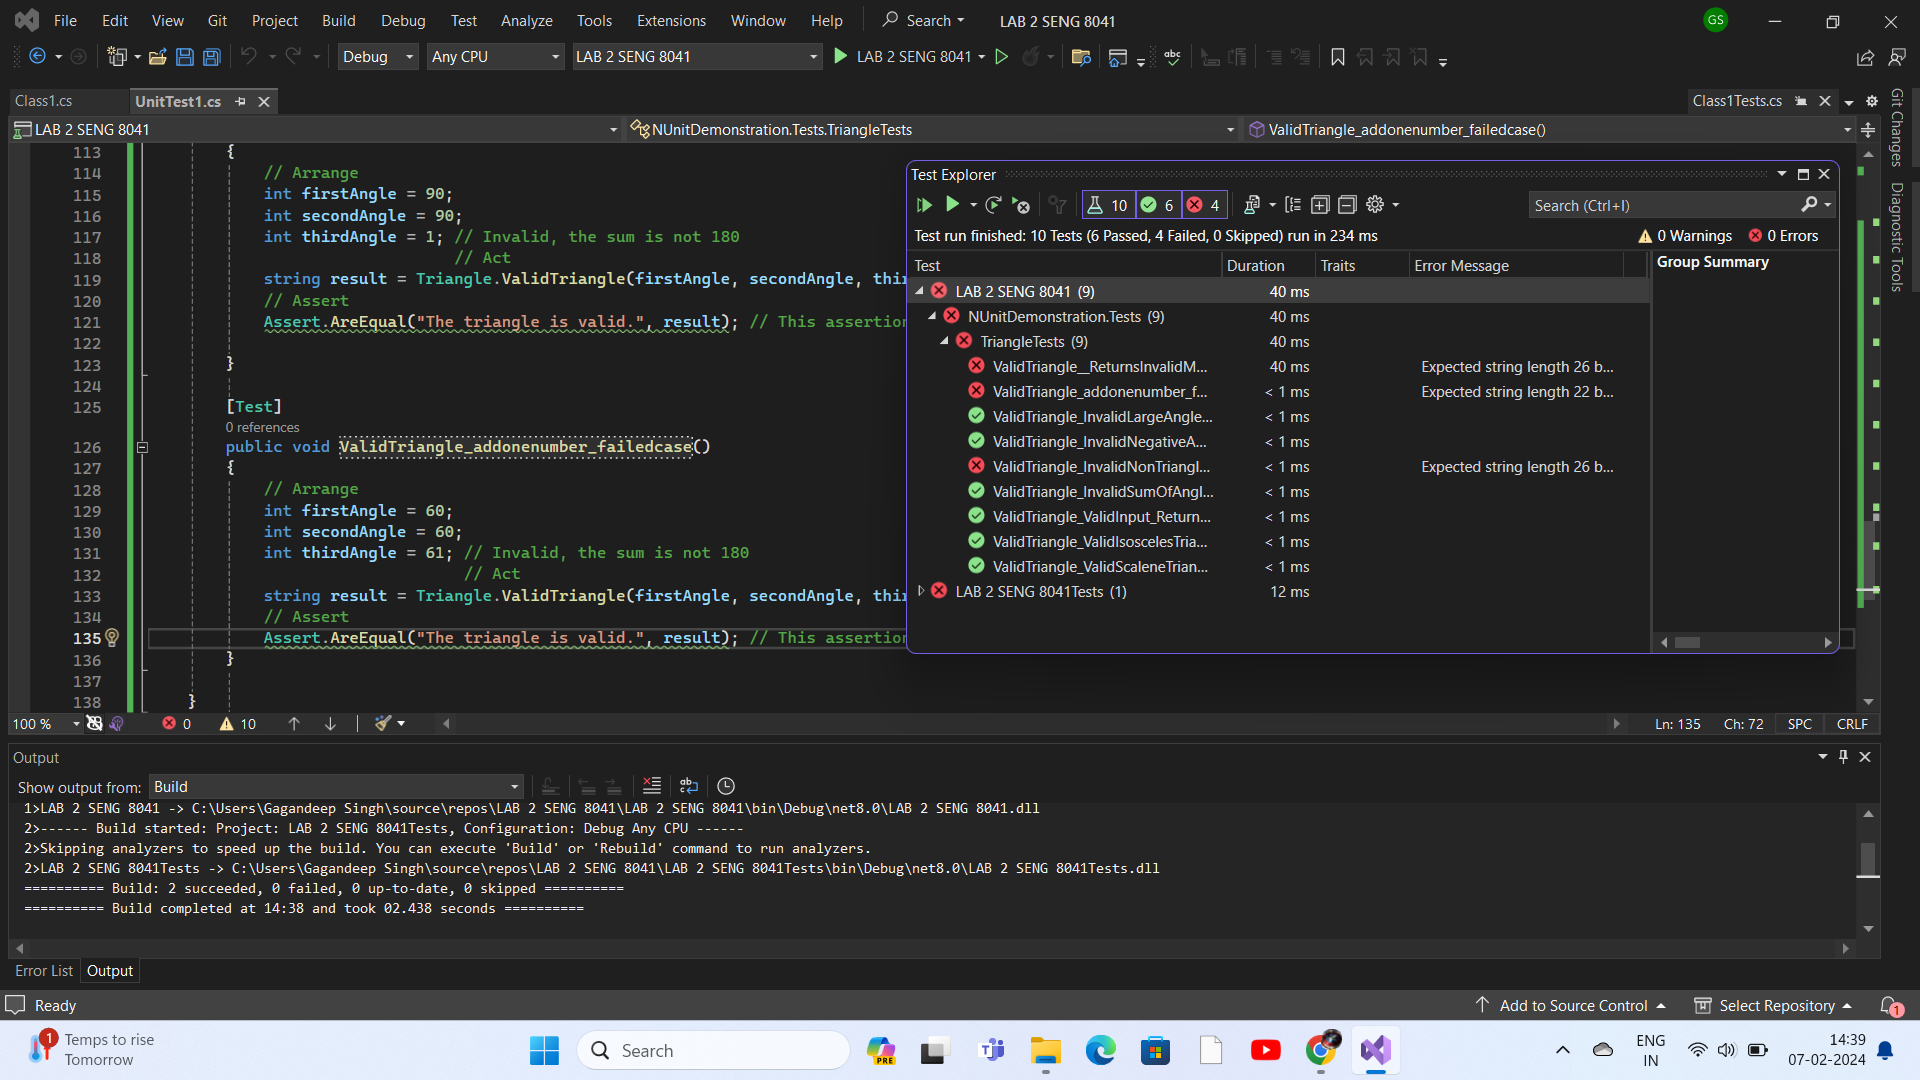 File Edit View Git Project Build Debug Test Analyze Tools Extensions Window Help Search LAB 2 SENG 8041 GS
Debug Any CPU LAB 2 SENG 8041 LAB 2 SENG 8041
Class1.cs UnitTest1.cs Class1Tests.cs
LAB 2 SENG 8041 NUnitDemonstration.Tests.TriangleTests ValidTriangle_addonenumber_failedcase()
Git Changes
Diagnostic Tools
113 {
114 // Arrange
115 int firstAngle = 90;
116 int secondAngle = 90;
117 int thirdAngle = 1; // Invalid, the sum is not 180
118 // Act
119 string result = Triangle.ValidTriangle(firstAngle, secondAngle, thir
120 // Assert
121 Assert.AreEqual("The triangle is valid.", result); // This assertion
122
123 }
124
125 [Test]
0 references
126 public void ValidTriangle_addonenumber_failedcase()
127 {
128 // Arrange
129 int firstAngle = 60;
130 int secondAngle = 60;
131 int thirdAngle = 61; // Invalid, the sum is not 180
132 // Act
133 string result = Triangle.ValidTriangle(firstAngle, secondAngle, thir
134 // Assert
135 Assert.AreEqual("The triangle is valid.", result); // This assertion
136 }
137
138 }
Test Explorer
10 6 4 Search (Ctrl+I)
Test run finished: 10 Tests (6 Passed, 4 Failed, 0 Skipped) run in 234 ms 0 Warnings 0 Errors
Test Duration Traits Error Message Group Summary
LAB 2 SENG 8041 (9) 40 ms
NUnitDemonstration.Tests (9) 40 ms
TriangleTests (9) 40 ms
ValidTriangle__ReturnsInvalidM... 40 ms Expected string length 26 b...
ValidTriangle_addonenumber_f... < 1 ms Expected string length 22 b...
ValidTriangle_InvalidLargeAngle... < 1 ms
ValidTriangle_InvalidNegativeA... < 1 ms
ValidTriangle_InvalidNonTriangl... < 1 ms Expected string length 26 b...
ValidTriangle_InvalidSumOfAngl... < 1 ms
ValidTriangle_ValidInput_Return... < 1 ms
ValidTriangle_ValidIsoscelesTria... < 1 ms
ValidTriangle_ValidScaleneTrian... < 1 ms
LAB 2 SENG 8041Tests (1) 12 ms
100 % 0 10 Ln: 135 Ch: 72 SPC CRLF
Output
Show output from: Build
1>LAB 2 SENG 8041 -> C:\Users\Gagandeep Singh\source\repos\LAB 2 SENG 8041\LAB 2 SENG 8041\bin\Debug\net8.0\LAB 2 SENG 8041.dll
2>------ Build started: Project: LAB 2 SENG 8041Tests, Configuration: Debug Any CPU ------
2>Skipping analyzers to speed up the build. You can execute 'Build' or 'Rebuild' command to run analyzers.
2>LAB 2 SENG 8041Tests -> C:\Users\Gagandeep Singh\source\repos\LAB 2 SENG 8041\LAB 2 SENG 8041Tests\bin\Debug\net8.0\LAB 2 SENG 8041Tests.dll
========== Build: 2 succeeded, 0 failed, 0 up-to-date, 0 skipped ==========
========== Build completed at 14:38 and took 02.438 seconds ==========
Error List Output
Ready Add to Source Control Select Repository 1
1 Temps to rise
Tomorrow
Search
PRE
ENG
IN
14:39
07-02-2024